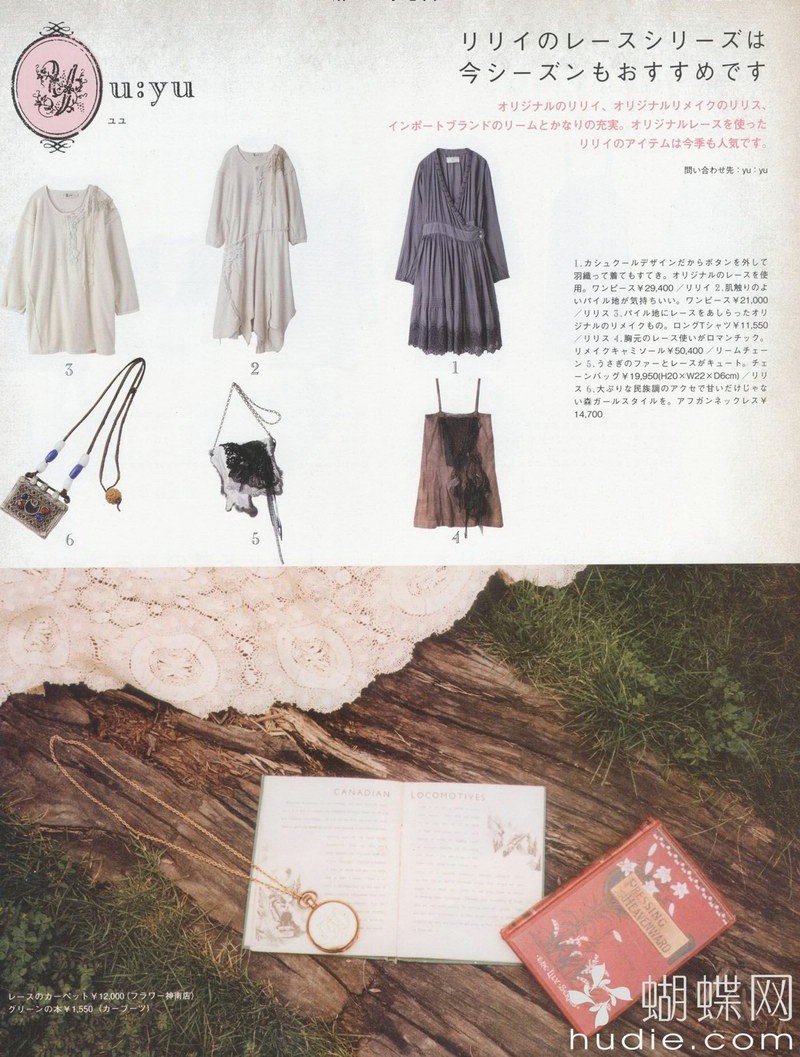 u:yu
ユユ
リリイのレースシリーズは
今シーズンもおすすめです
オリジナルのリリイ、オリジナルリメイクのリリス、
インポートブランドのリームとかなりの充実。オリジナルレースを使った
リリイのアイテムは今季も人気です。
問い合わせ先:yu:yu
1.カシュクールデザインだからボタンを外して
羽織って着てもすてき。オリジナルのレースを使
用。ワンピース¥29,400/リリイ 2.肌触りのよ
いパイル地が気持ちいい。ワンピース¥21,000
/リリス 3.パイル地にレースをあしらったオリ
ジナルのリメイクもの。ロングTシャツ¥11,550
/リリス 4.胸元のレース使いがロマンチック。
リメイクキャミソール¥50,400/リームチェー
ン 5.うさぎのファーとレースがキュート。チェ
ーンバッグ¥19,950(H20×W22×D6cm)/リリ
ス 6.大ぶりな民族調のアクセで甘いだけじゃな
い森ガールスタイルを。アフガンネックレス¥
14,700
3
2
1
6
5
4
CANADIAN LOCOMOTIVES
PRESSING
HEAVENWARD
レースのカーペット¥12,000(フラワー神南店)
グリーンの本¥1,550(カーフーツ)
蝴蝶网
hudie.com